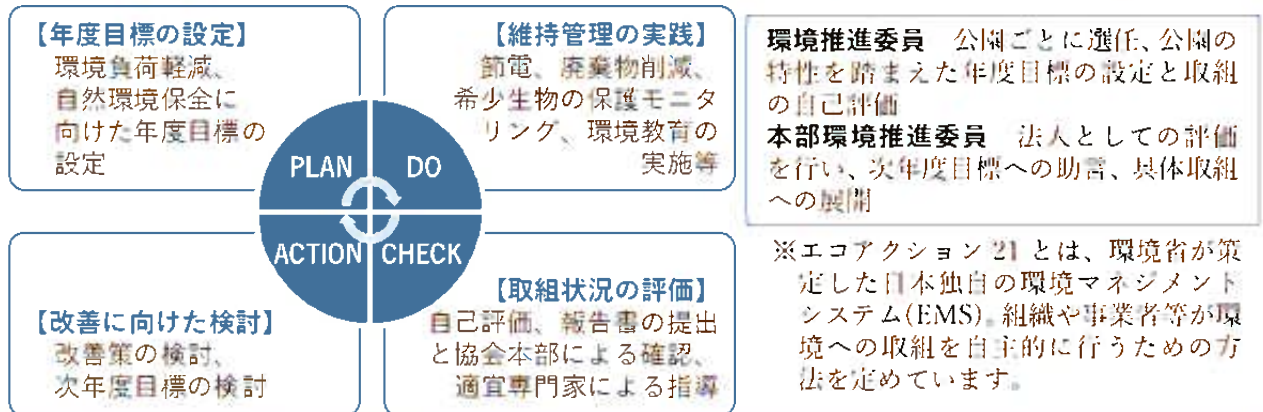 【年度目標の設定】
環境負荷軽減、
自然環境保全に
向けた年度目標の
設定
【維持管理の実践】
節電、廃棄物削減、
希少生物の保護モニタ
リング、環境教育の
実施等
PLAN
DO
ACTION
CHECK
【改善に向けた検討】
改善策の検討、
次年度目標の検討
【取組状況の評価】
自己評価、報告書の提出
と協会本部による確認、
適宜専門家による指導
環境推進委員　公園ごとに選任、公園の
特性を踏まえた年度目標の設定と取組
の自己評価
本部環境推進委員　法人としての評価
を行い、次年度目標への助言、具体取組
への展開
※エコアクション 21 とは、環境省が策
定した日本独自の環境マネジメント
システム(EMS)。組織や事業者等が環
境への取組を自主的に行うための方
法を定めています。